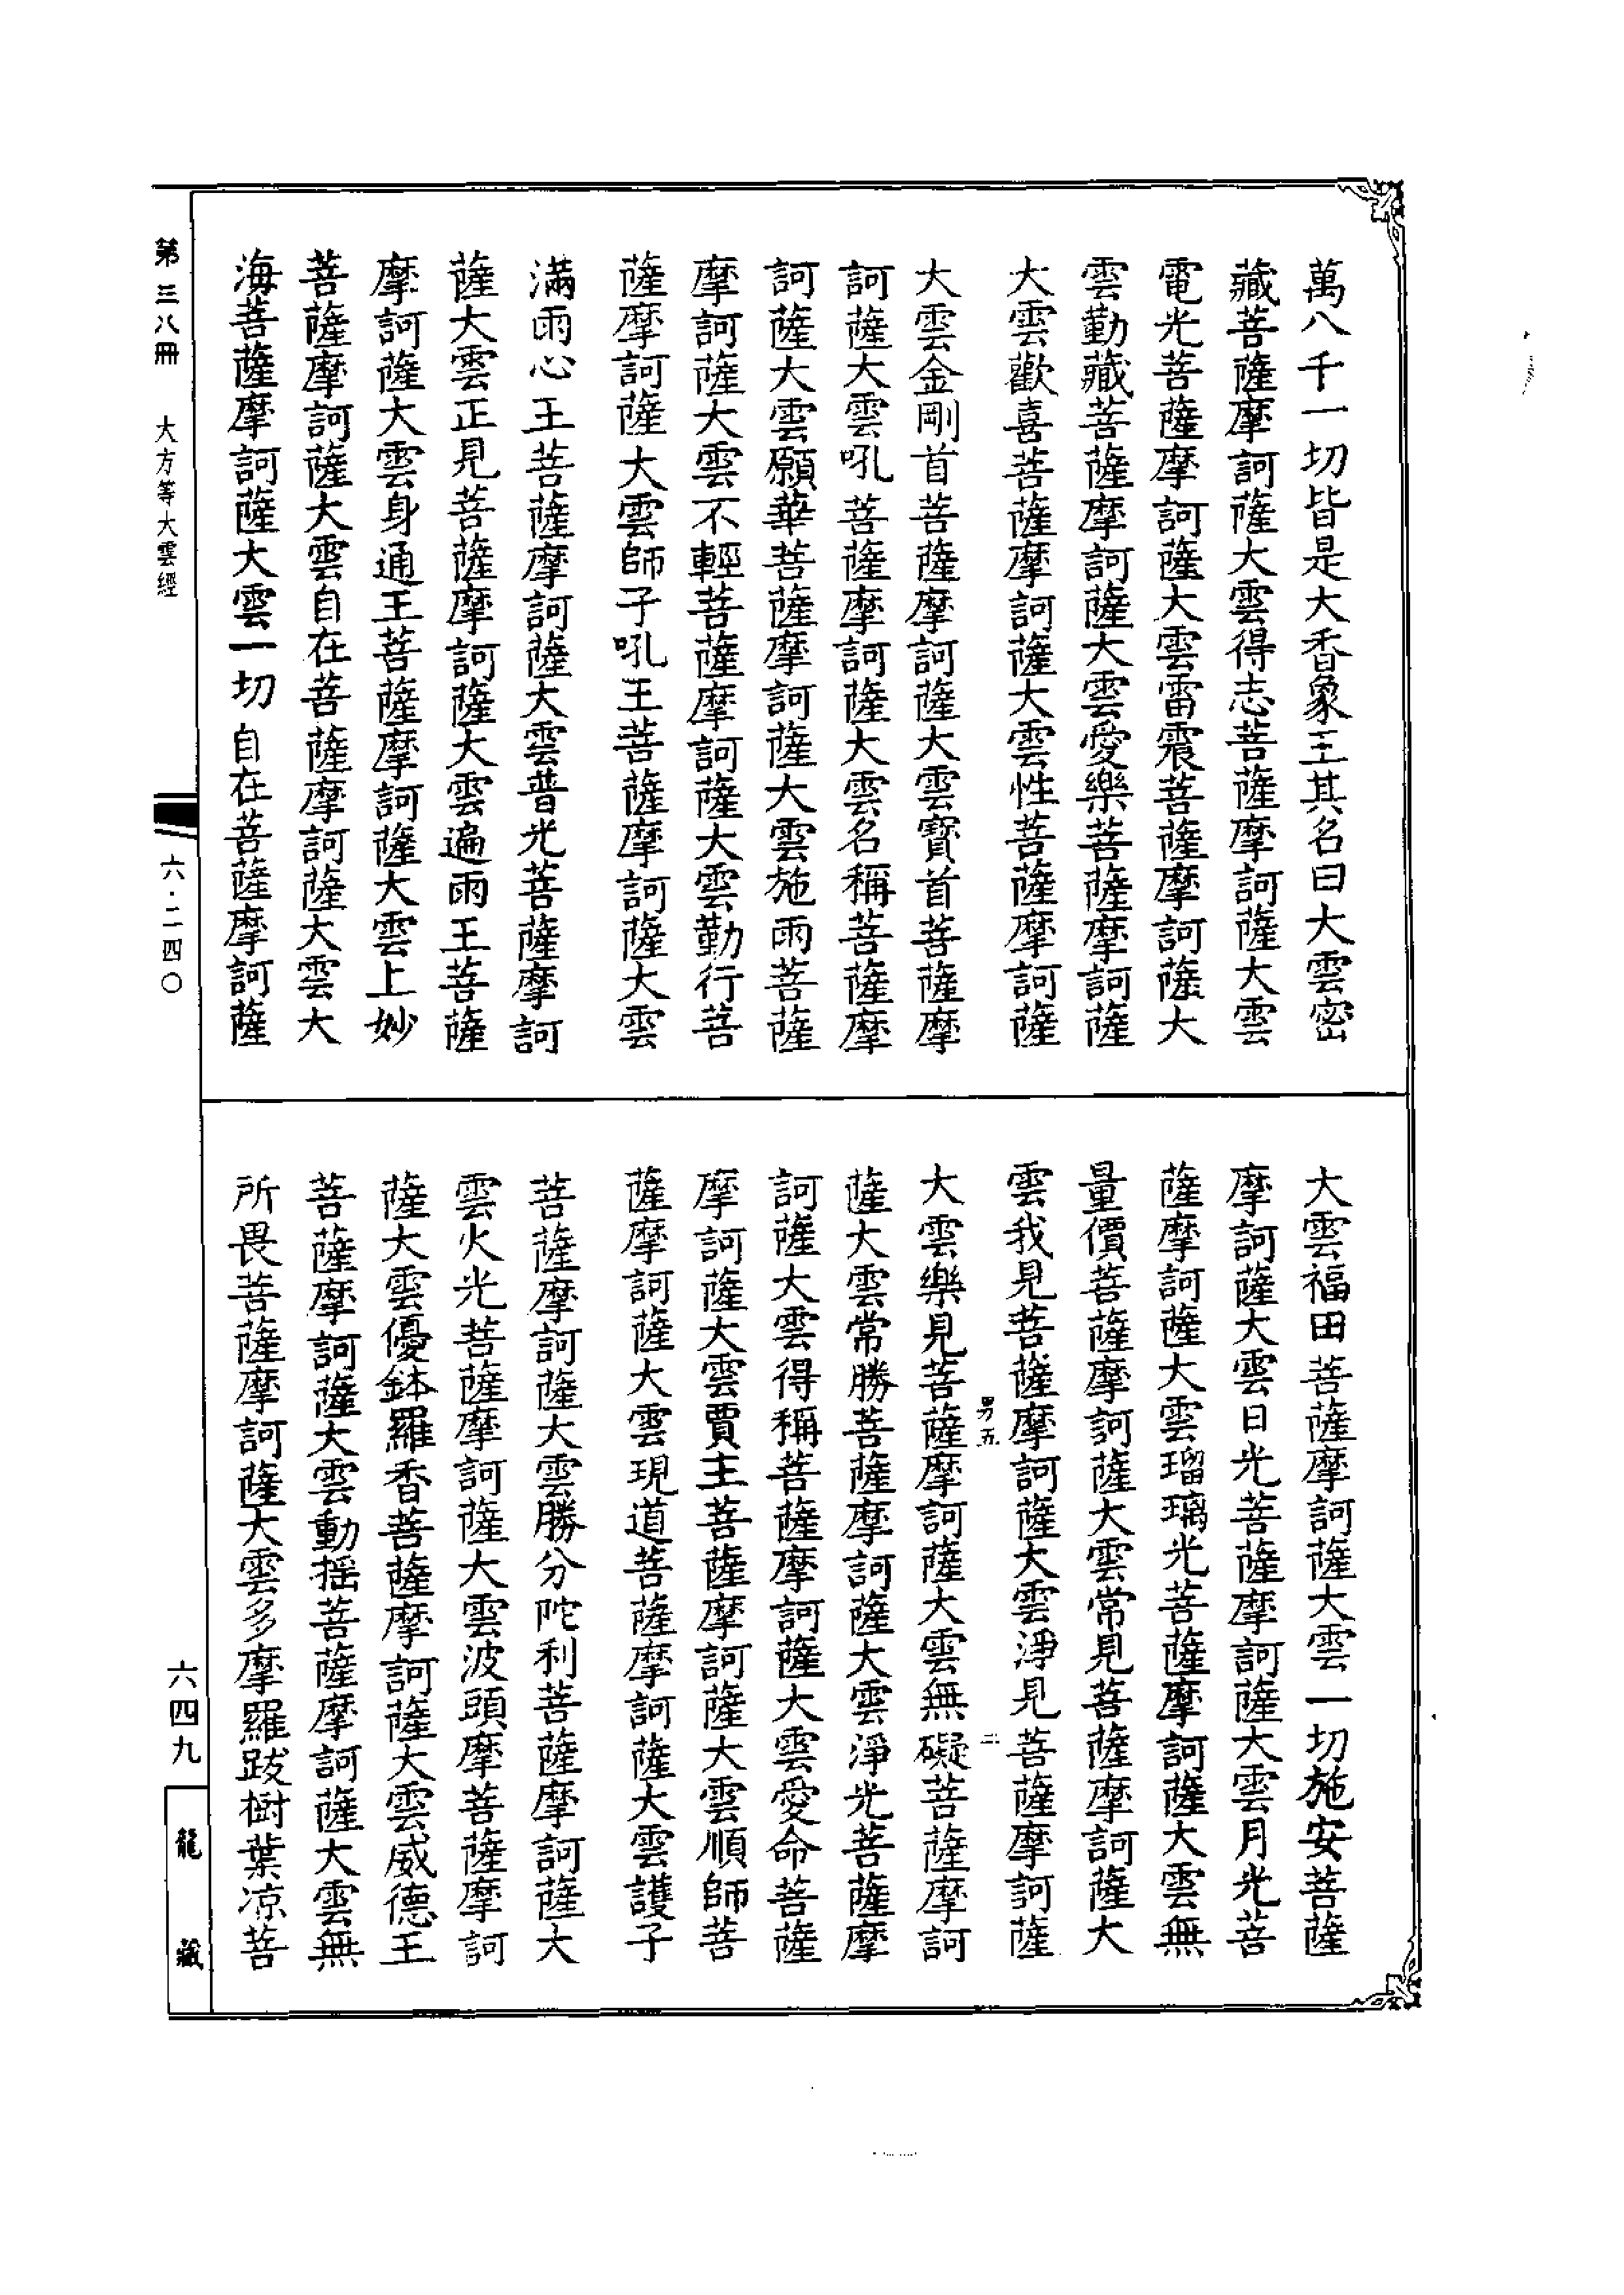 萬八千一切皆是大香象王其名曰大雲密
藏菩薩摩訶薩大雲得志菩薩摩訶薩大雲
電光菩薩摩訶薩大雲雷震菩薩摩訶薩大
雲勤藏菩薩摩訶薩大雲愛樂菩薩摩訶薩
大雲歡喜菩薩摩訶薩大雲性菩薩摩訶薩
大雲金剛首菩薩摩訶薩大雲寶首菩薩摩
訶薩大雲吼菩薩摩訶薩大雲名稱菩薩摩
訶薩大雲願華菩薩摩訶薩大雲施雨菩薩
摩訶薩大雲不輕菩薩摩訶薩大雲勤行菩
薩摩訶薩大雲師子吼王菩薩摩訶薩大雲
滿雨心王菩薩摩訶薩大雲普光菩薩摩訶
薩大雲正見菩薩摩訶薩大雲遍雨王菩薩
摩訶薩大雲身通王菩薩摩訶薩大雲上妙
菩薩摩訶薩大雲自在菩薩摩訶薩大雲大
海菩薩摩訶薩大雲一切自在菩薩摩訶薩
大雲福田菩薩摩訶薩大雲一切施安菩薩
摩訶薩大雲日光菩薩摩訶薩大雲月光菩
薩摩訶薩大雲瑠璃光菩薩摩訶薩大雲無
量價菩薩摩訶薩大雲常見菩薩摩訶薩大
雲我見菩薩摩訶薩大雲淨見菩薩摩訶薩
男五 二
大雲樂見菩薩摩訶薩大雲無礙菩薩摩訶
薩大雲常勝菩薩摩訶薩大雲淨光菩薩摩
訶薩大雲得稱菩薩摩訶薩大雲愛命菩薩
摩訶薩大雲賈主菩薩摩訶薩大雲順師菩
薩摩訶薩大雲現道菩薩摩訶薩大雲護子
菩薩摩訶薩大雲勝分陀利菩薩摩訶薩大
雲火光菩薩摩訶薩大雲波頭摩菩薩摩訶
薩大雲優鉢羅香菩薩摩訶薩大雲威德王
菩薩摩訶薩大雲動揺菩薩摩訶薩大雲無
所畏菩薩摩訶薩大雲多摩羅跋樹葉凉菩
第三八冊 大方等大雲經
六·二四〇
六四九
龍藏